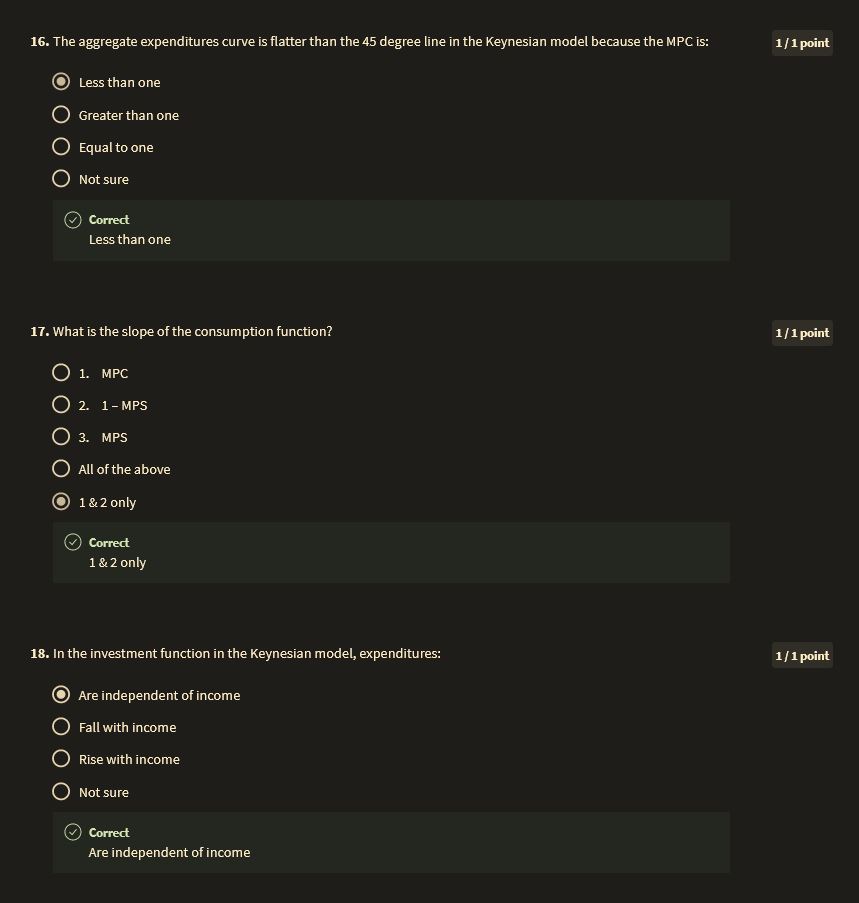 16. The aggregate expenditures curve is flatter than the 45 degree line in the Keynesian model because the MPC is:
1 / 1 point
Less than one
Greater than one
Equal to one
Not sure
Correct
Less than one
17. What is the slope of the consumption function?
1 / 1 point
1. MPC
2. 1 – MPS
3. MPS
All of the above
1 & 2 only
Correct
1 & 2 only
18. In the investment function in the Keynesian model, expenditures:
1 / 1 point
Are independent of income
Fall with income
Rise with income
Not sure
Correct
Are independent of income